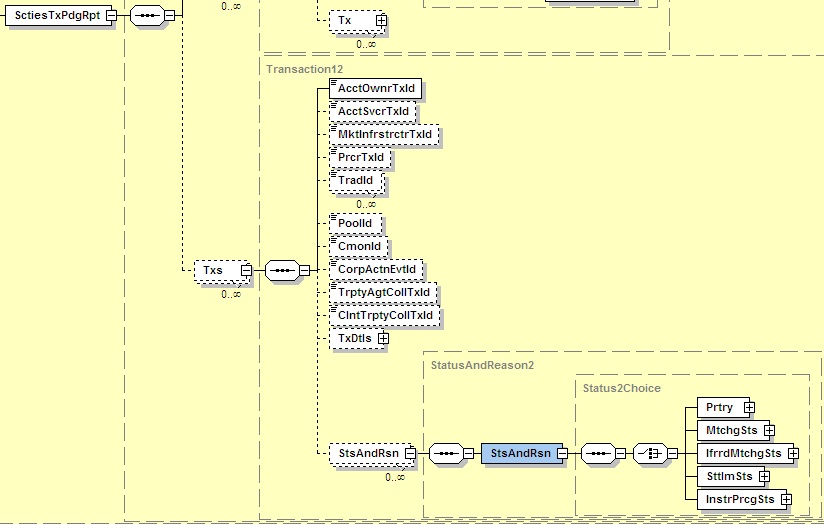 0..∞
SctiesTxPdgRpt
Tx
0..∞
Transaction12
AcctOwnrTxId
AcctSvcrTxId
MktInfrstrctrTxId
PrcrTxId
TradId
0..∞
PoolId
CmonId
Txs
CorpActnEvtId
0..∞
TrptyAgtCollTxId
ClntTrptyCollTxId
TxDtls
StatusAndReason2
Status2Choice
Prtry
MtchgSts
StsAndRsn
StsAndRsn
IfrrdMtchgSts
0..∞
SttlmSts
InstrPrcgSts